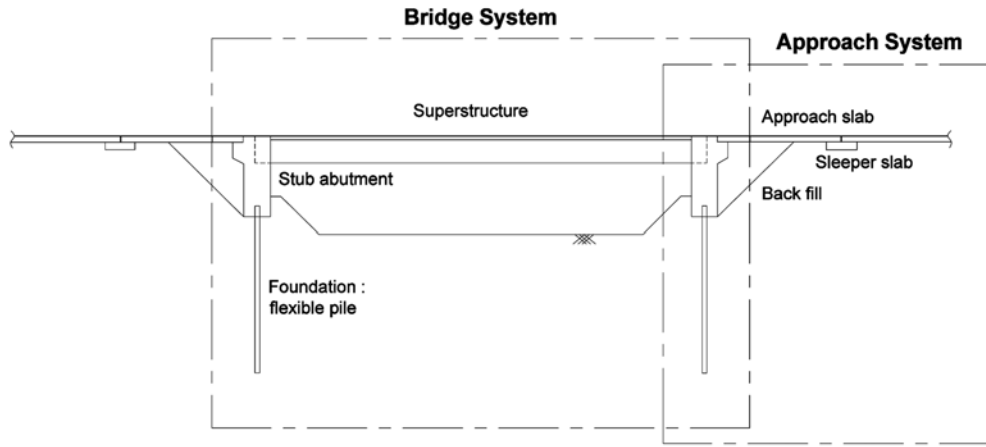 Bridge System
Approach System
Superstructure
Approach slab
Sleeper slab
Stub abutment
Back fill
Foundation :
flexible pile